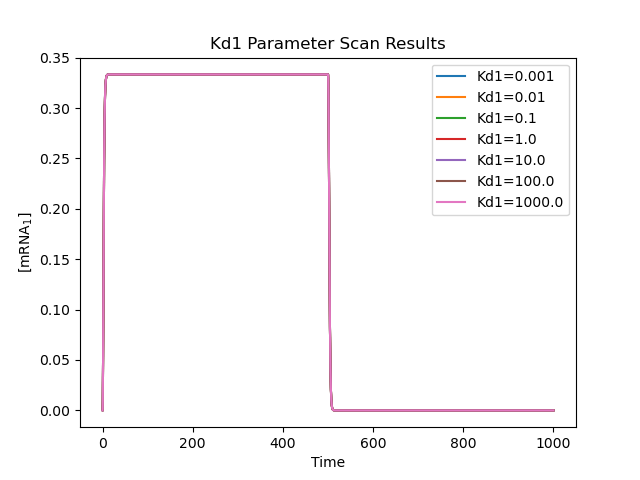 Kd1 Parameter Scan Results
0.35
0.30
0.25
0.20
0.15
0.10
0.05
0.00
[mRNA₁]
Kd1=0.001
Kd1=0.01
Kd1=0.1
Kd1=1.0
Kd1=10.0
Kd1=100.0
Kd1=1000.0
0 200 400 600 800 1000
Time